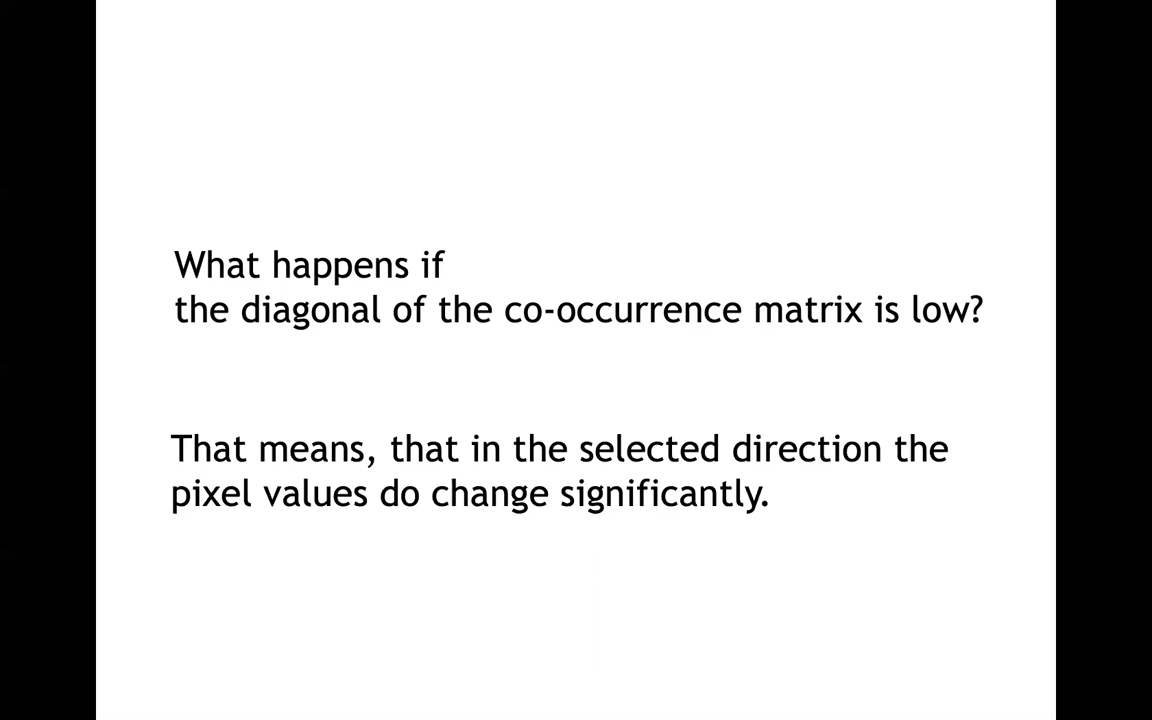 What happens if
the diagonal of the co-occurrence matrix is low?
That means, that in the selected direction the
pixel values do change significantly.